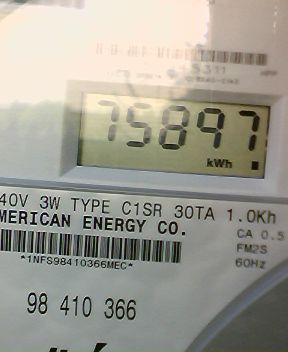 75897
kWh
40V 3W TYPE C1SR 30TA 1.0Kh
MERICAN ENERGY CO.
CA 0.5
FM2S
*1NFS98410366MEC*
60Hz
98 410 366